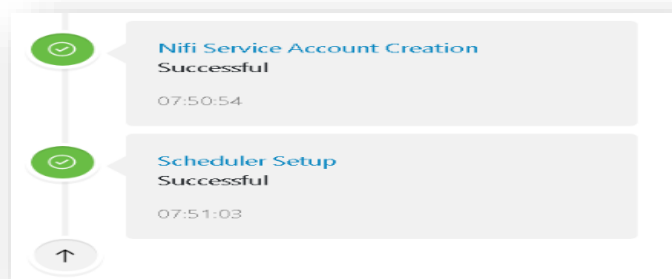 Nifi Service Account Creation
Successful
07:50:54
Scheduler Setup
Successful
07:51:03